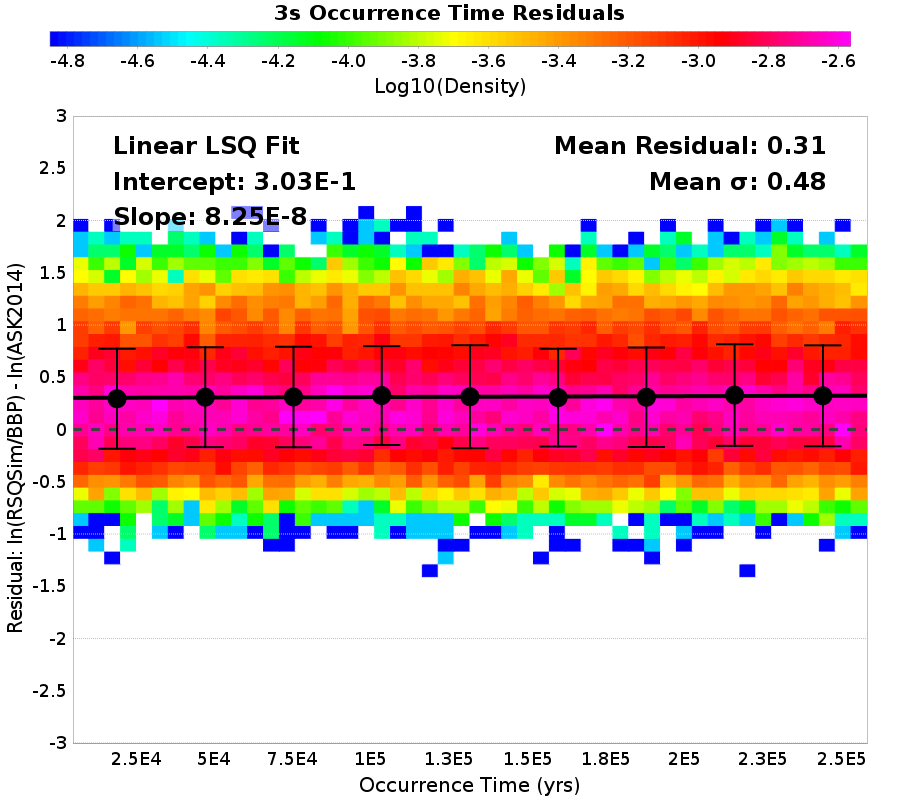 3s Occurrence Time Residuals
-4.8 -4.6 -4.4 -4.2 -4.0 -3.8 -3.6 -3.4 -3.2 -3.0 -2.8 -2.6
Log10(Density)
Linear LSQ Fit
Intercept: 3.03E-1
Slope: 8.25E-8
Mean Residual: 0.31
Mean σ: 0.48
Residual: ln(RSQSim/BBP) - ln(ASK2014)
3
2.5
2
1.5
1
0.5
0
-0.5
-1
-1.5
-2
-2.5
-3
2.5E4 5E4 7.5E4 1E5 1.3E5 1.5E5 1.8E5 2E5 2.3E5 2.5E5
Occurrence Time (yrs)